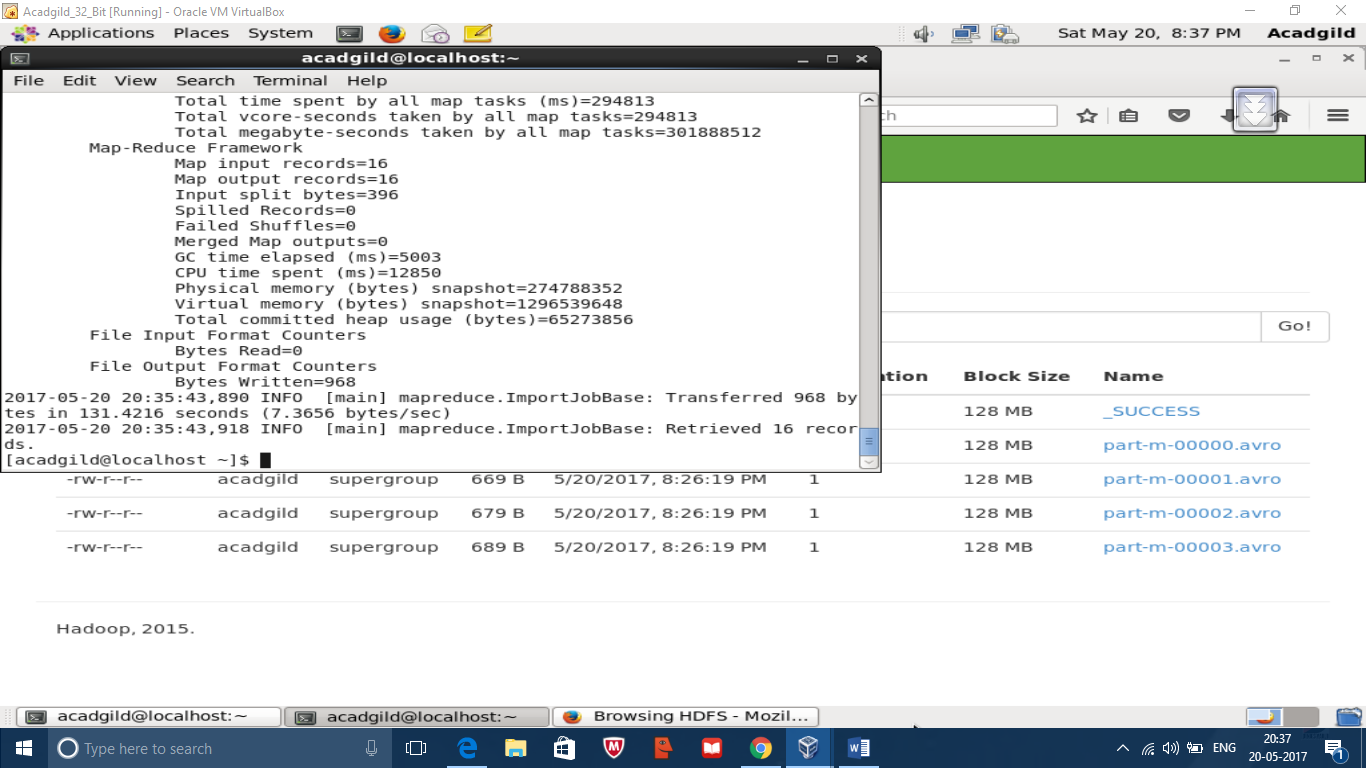 Acadgild_32_Bit [Running] - Oracle VM VirtualBox
Applications Places System Sat May 20, 8:37 PM Acadgild
acadgild@localhost:~
File Edit View Search Terminal Help
Total time spent by all map tasks (ms)=294813
Total vcore-seconds taken by all map tasks=294813
Total megabyte-seconds taken by all map tasks=301888512
Map-Reduce Framework
Map input records=16
Map output records=16
Input split bytes=396
Spilled Records=0
Failed Shuffles=0
Merged Map outputs=0
GC time elapsed (ms)=5003
CPU time spent (ms)=12850
Physical memory (bytes) snapshot=274788352
Virtual memory (bytes) snapshot=1296539648
Total committed heap usage (bytes)=65273856
File Input Format Counters
Bytes Read=0
File Output Format Counters
Bytes Written=968
2017-05-20 20:35:43,890 INFO [main] mapreduce.ImportJobBase: Transferred 968 by
tes in 131.4216 seconds (7.3656 bytes/sec)
2017-05-20 20:35:43,918 INFO [main] mapreduce.ImportJobBase: Retrieved 16 recor
ds.
[acadgild@localhost ~]$
ch
Go!
ation Block Size Name
128 MB _SUCCESS
128 MB part-m-00000.avro
-rw-r--r-- acadgild supergroup 669 B 5/20/2017, 8:26:19 PM 1 128 MB part-m-00001.avro
-rw-r--r-- acadgild supergroup 679 B 5/20/2017, 8:26:19 PM 1 128 MB part-m-00002.avro
-rw-r--r-- acadgild supergroup 689 B 5/20/2017, 8:26:19 PM 1 128 MB part-m-00003.avro
Hadoop, 2015.
acadgild@localhost:~ acadgild@localhost:~ Browsing HDFS - Mozil...
Type here to search ENG 20:37
20-05-2017 1